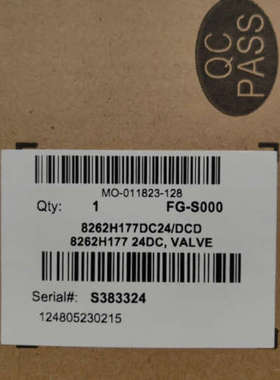 QC
PASS
MO-011823-128
Qty: 1 FG-S000
8262H177DC24/DCD
8262H177 24DC, VALVE
Serial#: S383324
124805230215